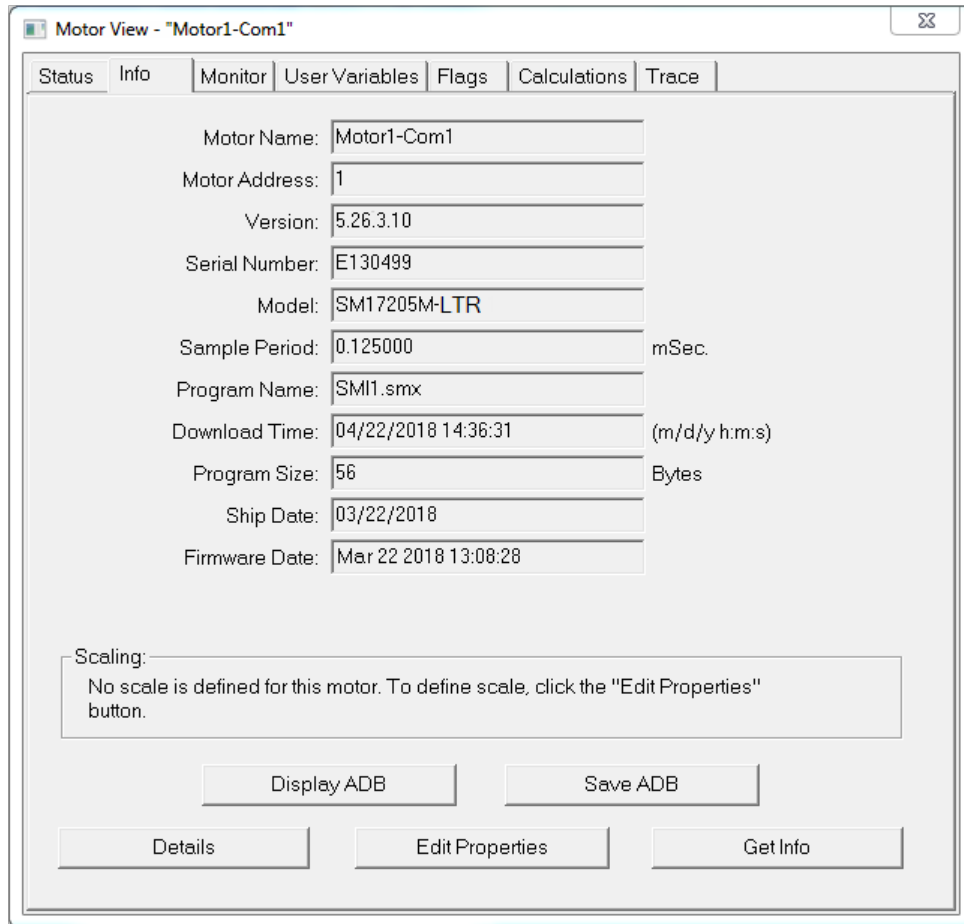 Motor View - "Motor1-Com1"
Status Info Monitor User Variables Flags Calculations Trace
Motor Name: Motor1-Com1
Motor Address: 1
Version: 5.26.3.10
Serial Number: E130499
Model: SM17205M-LTR
Sample Period: 0.125000 mSec.
Program Name: SMI1.smx
Download Time: 04/22/2018 14:36:31 (m/d/y h:m:s)
Program Size: 56 Bytes
Ship Date: 03/22/2018
Firmware Date: Mar 22 2018 13:08:28
Scaling:
No scale is defined for this motor. To define scale, click the "Edit Properties"
button.
Display ADB Save ADB
Details Edit Properties Get Info